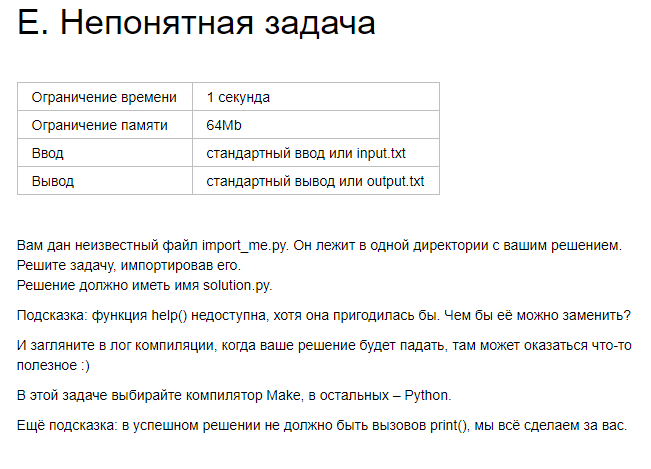 Е. Непонятная задача
Ограничение времени 1 секунда
Ограничение памяти 64Mb
Ввод стандартный ввод или input.txt
Вывод стандартный вывод или output.txt
Вам дан неизвестный файл import_me.py. Он лежит в одной директории с вашим решением.
Решите задачу, импортировав его.
Решение должно иметь имя solution.py.
Подсказка: функция help() недоступна, хотя она пригодилась бы. Чем бы её можно заменить?
И загляните в лог компиляции, когда ваше решение будет падать, там может оказаться что-то
полезное :)
В этой задаче выбирайте компилятор Make, в остальных – Python.
Ещё подсказка: в успешном решении не должно быть вызовов print(), мы всё сделаем за вас.